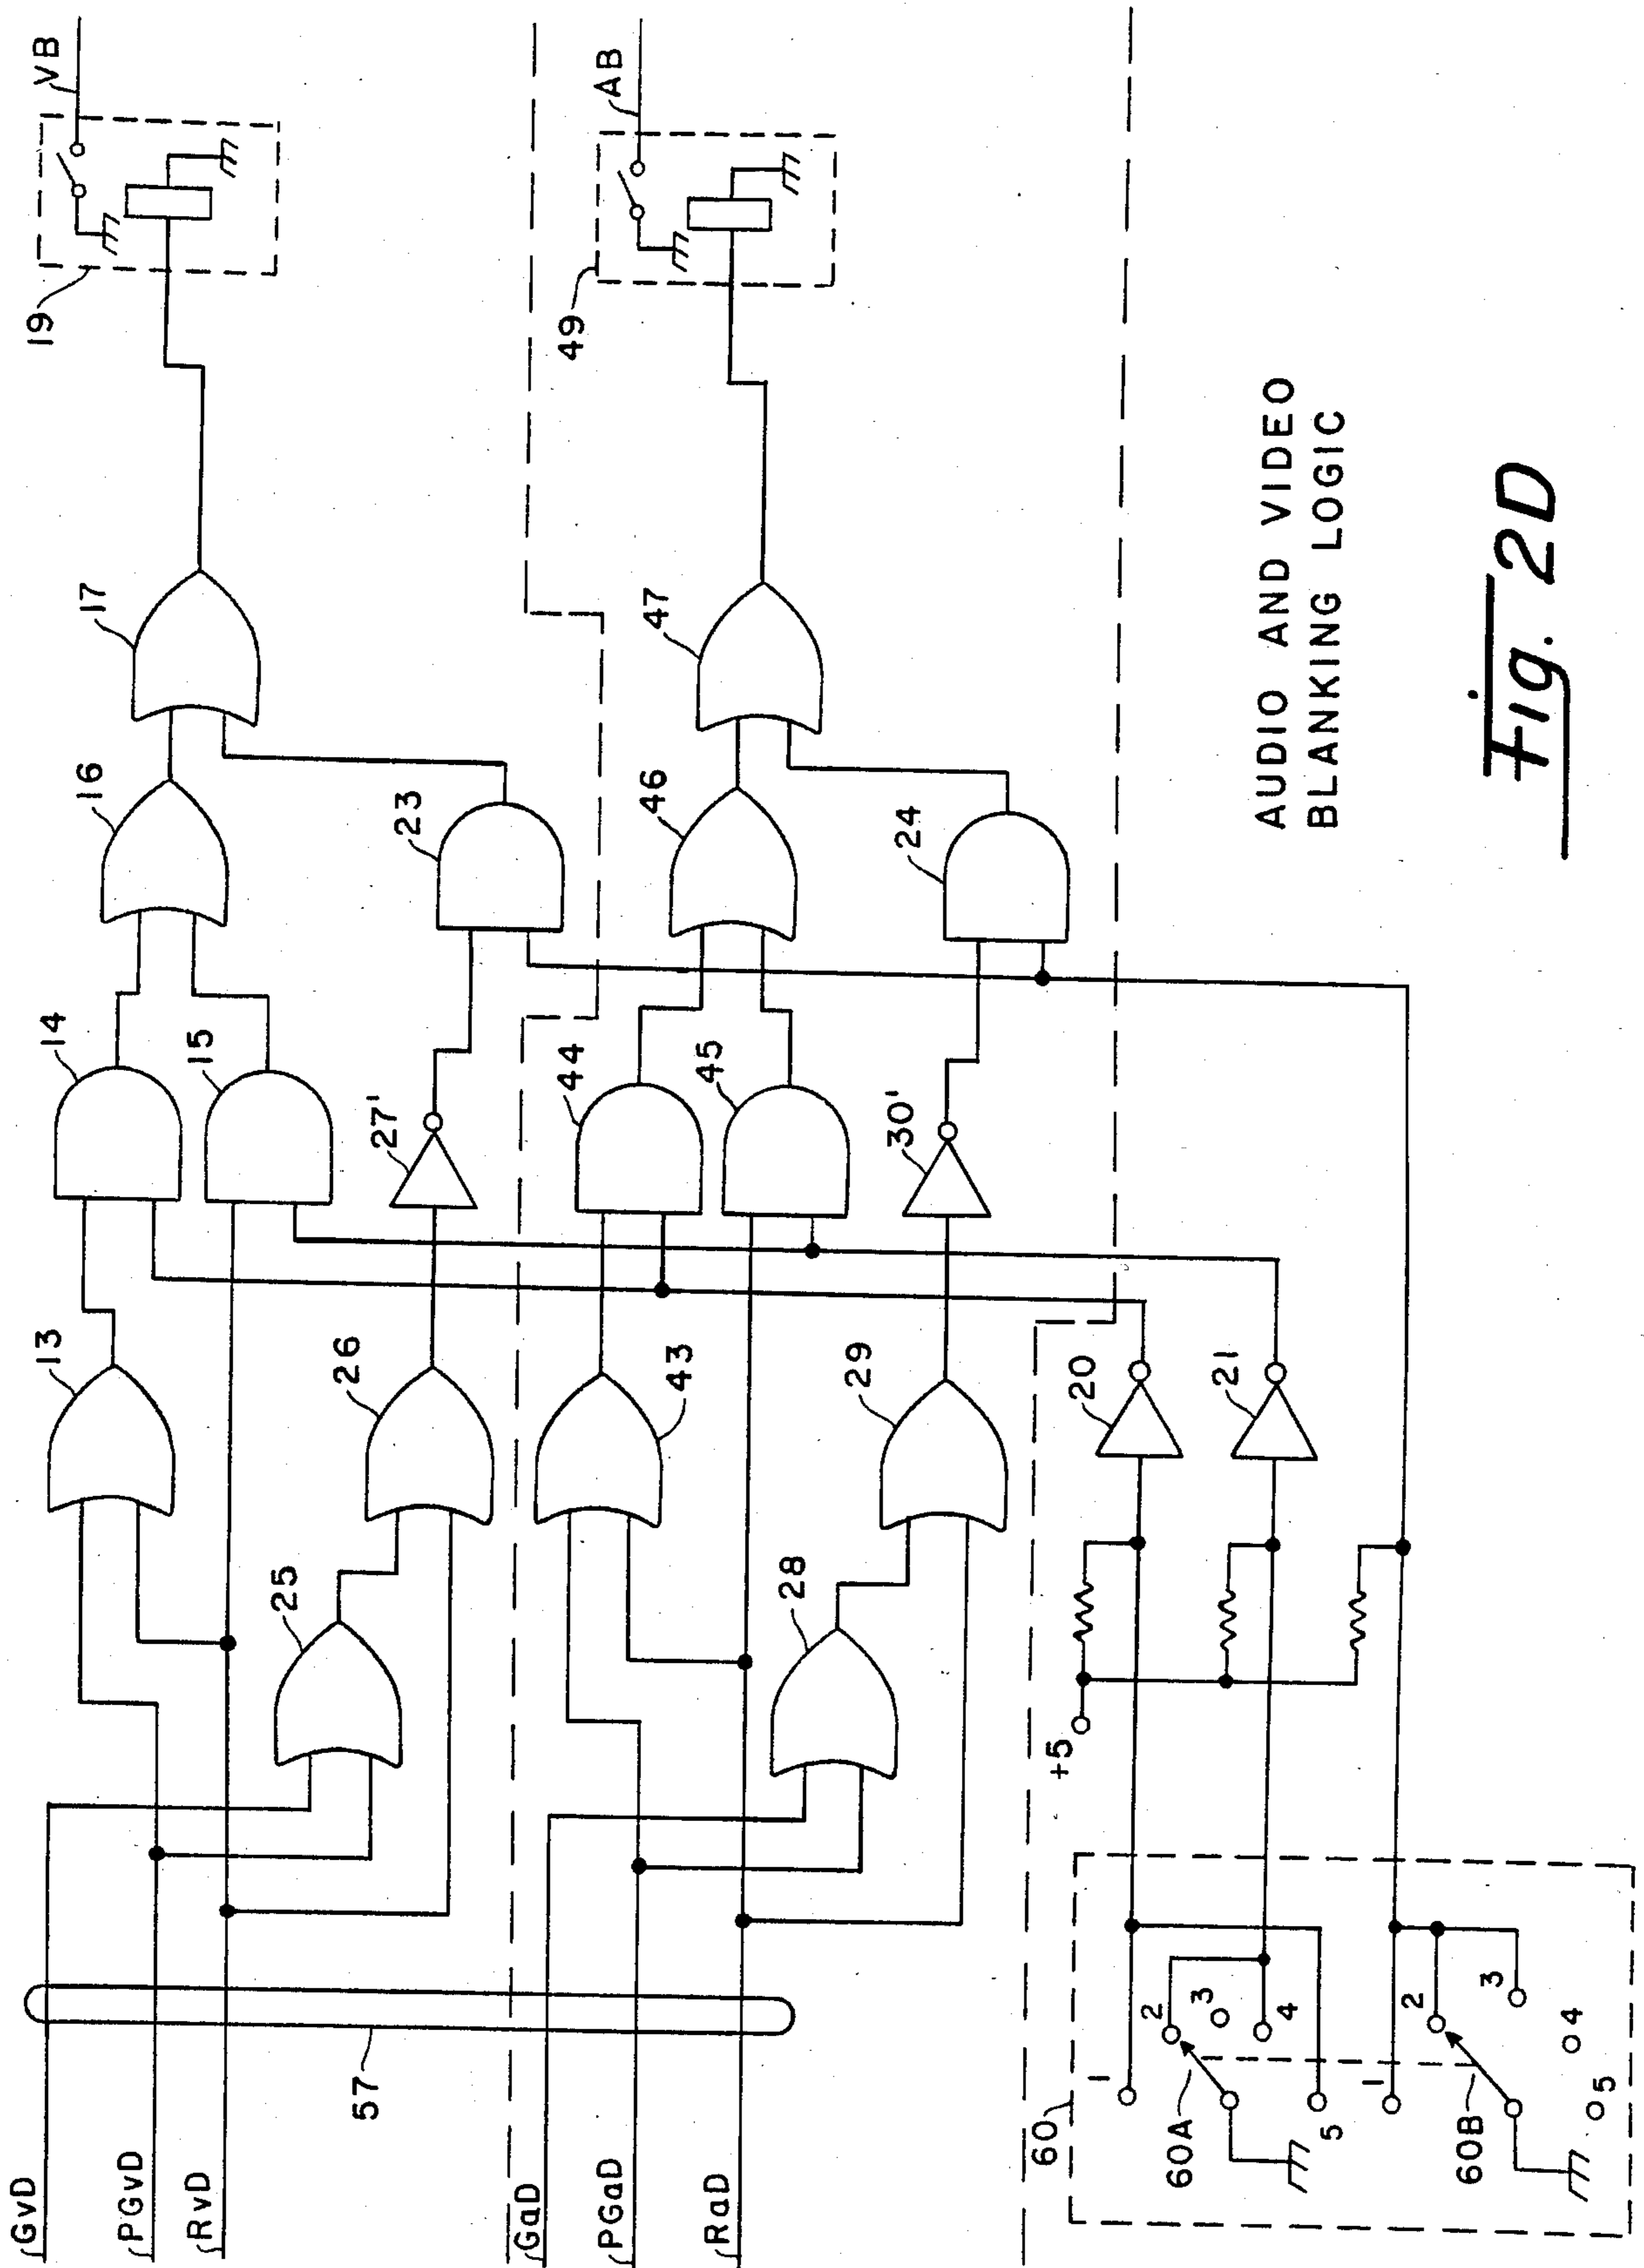 GvD
PGvD
RvD
57
25
13
26
14
15
27'
16
23
17
19
VB
GaD
PGaD
RaD
28
43
29
44
45
30'
46
24
47
49
AB
60
60A
1
2
3
4
5
60B
1
2
3
4
5
+5
20
21
AUDIO AND VIDEO
BLANKING LOGIC
Fig. 2D